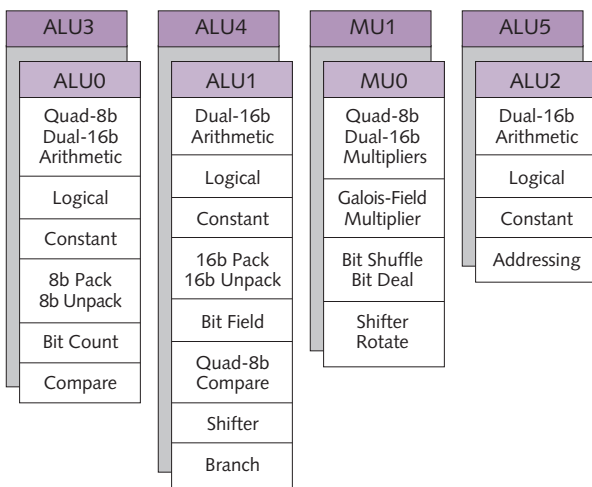 ALU3
ALU0
Quad-8b
Dual-16b
Arithmetic
Logical
Constant
8b Pack
8b Unpack
Bit Count
Compare
ALU4
ALU1
Dual-16b
Arithmetic
Logical
Constant
16b Pack
16b Unpack
Bit Field
Quad-8b
Compare
Shifter
Branch
MU1
MU0
Quad-8b
Dual-16b
Multipliers
Galois-Field
Multiplier
Bit Shuffle
Bit Deal
Shifter
Rotate
ALU5
ALU2
Dual-16b
Arithmetic
Logical
Constant
Addressing